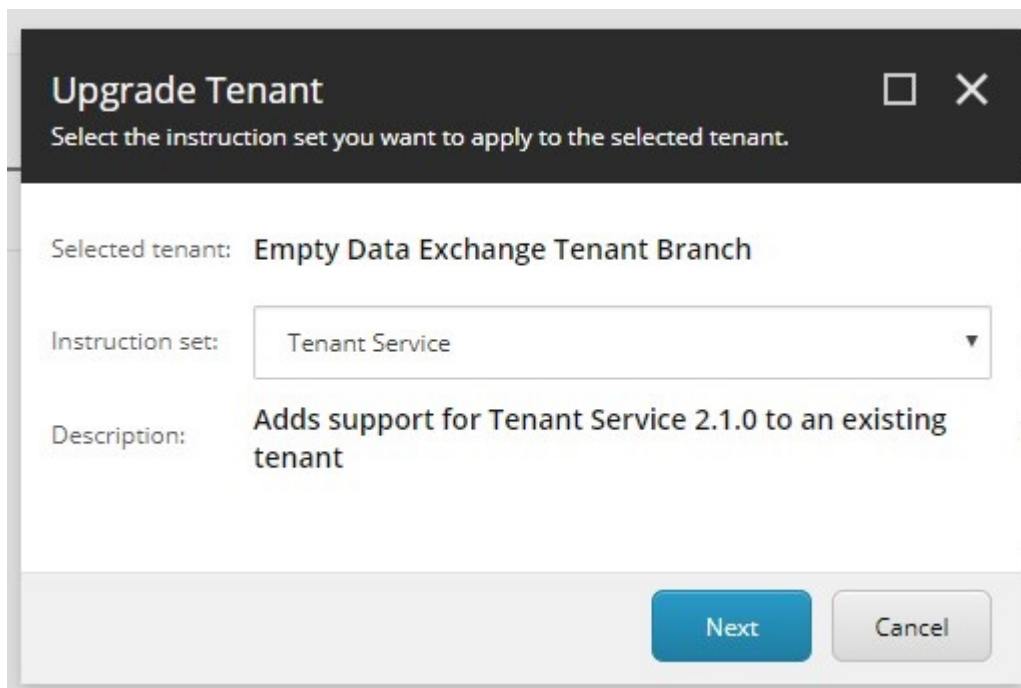 Upgrade Tenant
Select the instruction set you want to apply to the selected tenant.
Selected tenant: Empty Data Exchange Tenant Branch
Instruction set: Tenant Service
Description: Adds support for Tenant Service 2.1.0 to an existing
tenant
Next Cancel